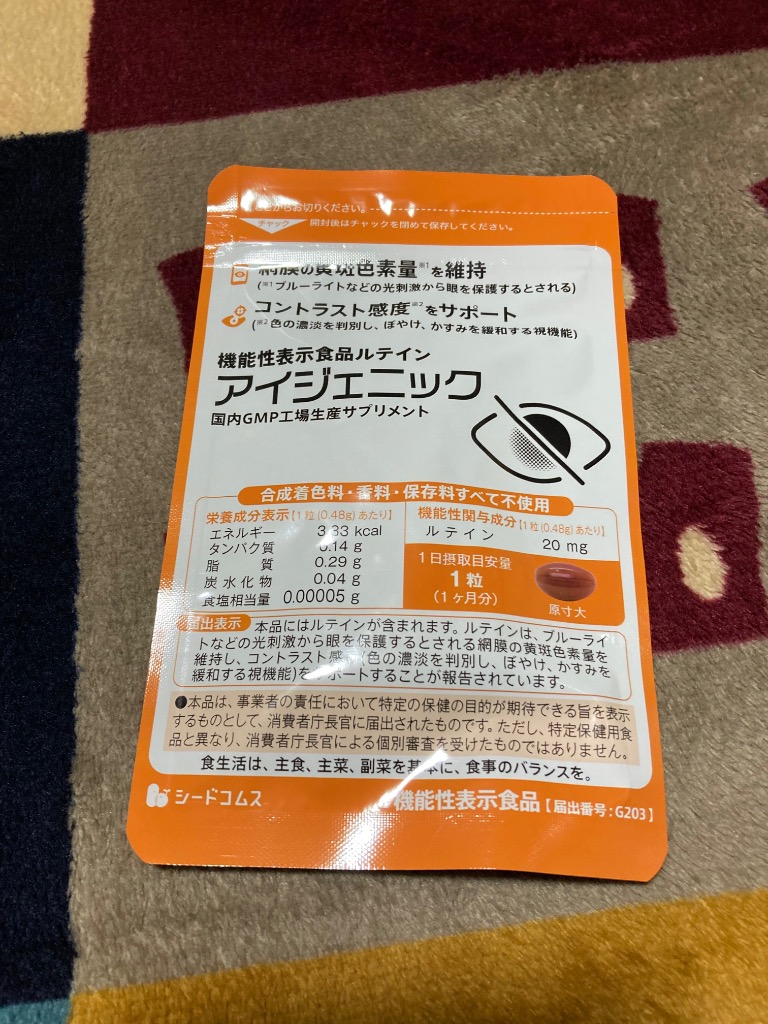 ここからお切りください。
チャック 開封後はチャックを閉めて保存してください。
網膜の黄斑色素量※1を維持
(※1ブルーライトなどの光刺激から眼を保護するとされる)
コントラスト感度※2をサポート
(※2色の濃淡を判別し、ぼやけ、かすみを緩和する視機能)
機能性表示食品ルテイン
アイジェニック
国内GMP工場生産サプリメント
合成着色料・香料・保存料すべて不使用
栄養成分表示【1粒(0.48g)あたり】
エネルギー 3.33 kcal
タンパク質 0.14 g
脂質 0.29 g
炭水化物 0.04 g
食塩相当量 0.00005 g
機能性関与成分【1粒(0.48g)あたり】
ルテイン 20 mg
1日摂取目安量
1粒
(1ヶ月分)
原寸大
届出表示 本品にはルテインが含まれます。ルテインは、ブルーライ
トなどの光刺激から眼を保護するとされる網膜の黄斑色素量を
維持し、コントラスト感度(色の濃淡を判別し、ぼやけ、かすみを
緩和する視機能)をサポートすることが報告されています。
●本品は、事業者の責任において特定の保健の目的が期待できる旨を表示
するものとして、消費者庁長官に届出されたものです。ただし、特定保健用食
品と異なり、消費者庁長官による個別審査を受けたものではありません。
食生活は、主食、主菜、副菜を基本に、食事のバランスを。
シードコムス
機能性表示食品【届出番号:G203】